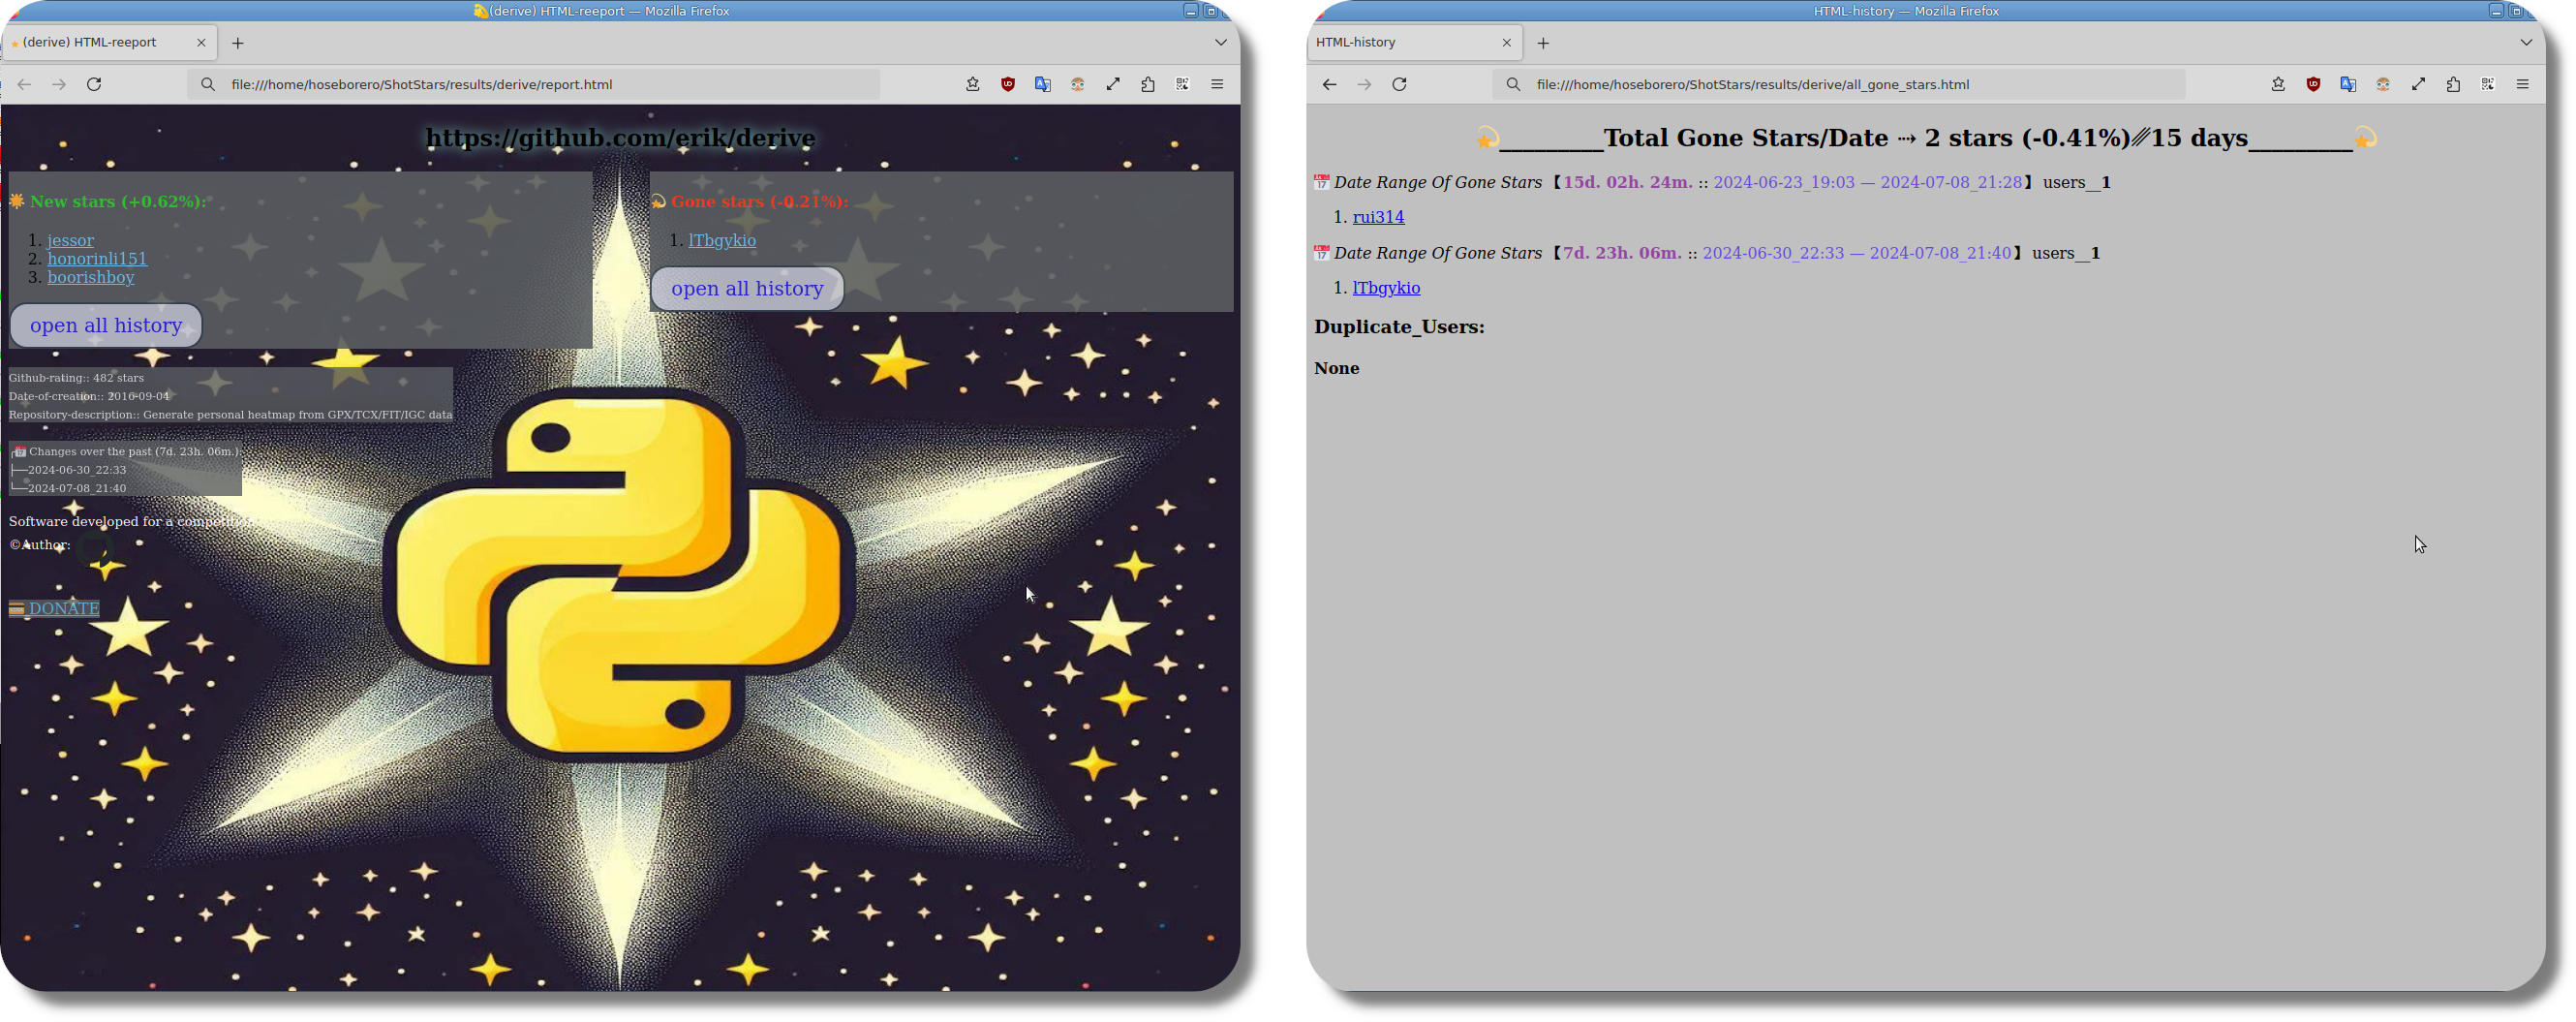 (derive) HTML-reeport — Mozilla Firefox
(derive) HTML-reeport
file:///home/hoseborero/ShotStars/results/derive/report.html
https://github.com/erik/derive
New stars (+0.62%):
1. jessor
2. honorinli151
3. boorishboy
open all history
Gone stars (-0.21%):
1. lTbgykio
open all history
Github-rating:: 482 stars
Date-of-creation:: 2016-09-04
Repository-description:: Generate personal heatmap from GPX/TCX/FIT/IGC data
┌📅 Changes over the past (7d. 23h. 06m.):
├──2024-06-30_22:33
└──2024-07-08_21:40
Software developed for a competition
©Author:
DONATE
HTML-history — Mozilla Firefox
HTML-history
file:///home/hoseborero/ShotStars/results/derive/all_gone_stars.html
💫_________Total Gone Stars/Date ⤏ 2 stars (-0.41%)⫻15 days_________💫
📅 Date Range Of Gone Stars 【15d. 02h. 24m. :: 2024-06-23_19:03 — 2024-07-08_21:28】 users__1
1. rui314
📅 Date Range Of Gone Stars 【7d. 23h. 06m. :: 2024-06-30_22:33 — 2024-07-08_21:40】 users__1
1. lTbgykio
Duplicate_Users:
None